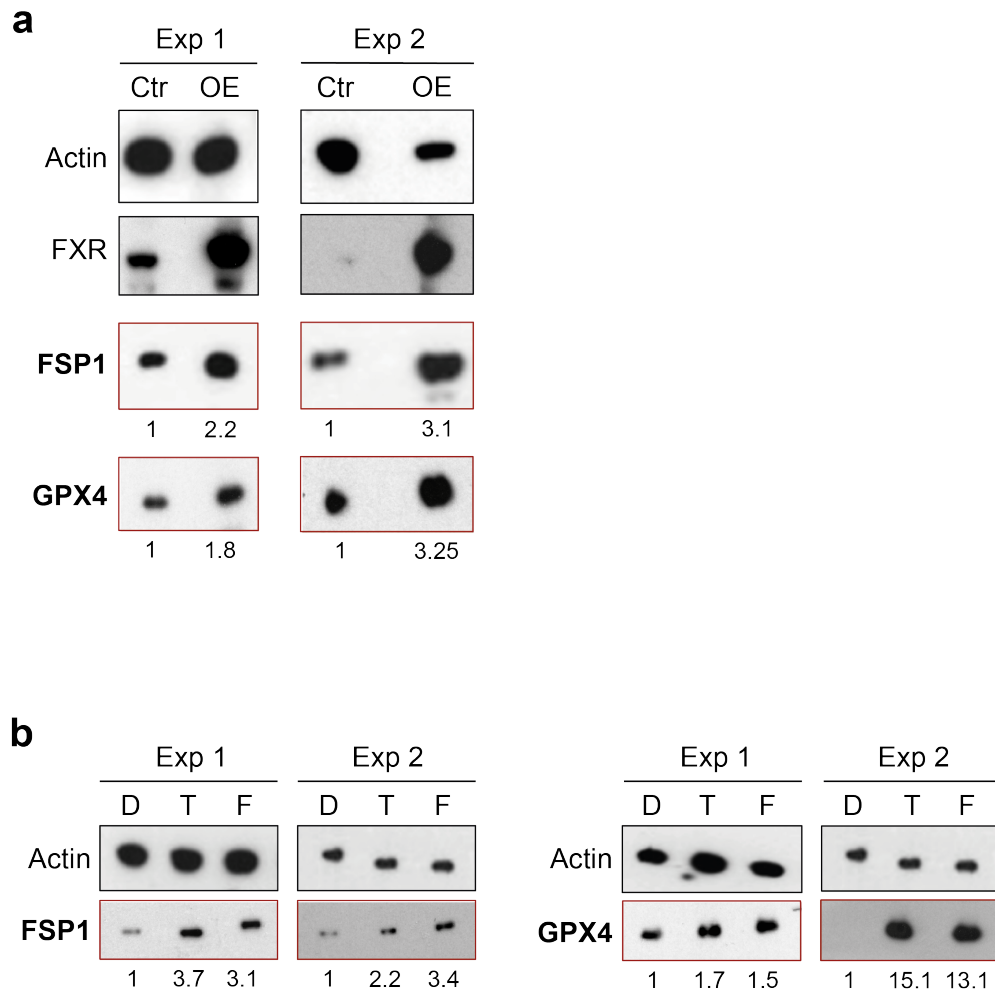 a
Exp 1 Exp 2
Ctr OE Ctr OE
Actin
FXR
FSP1
1 2.2 1 3.1
GPX4
1 1.8 1 3.25
b
Exp 1 Exp 2 Exp 1 Exp 2
D T F D T F D T F D T F
Actin Actin
FSP1 GPX4
1 3.7 3.1 1 2.2 3.4 1 1.7 1.5 1 15.1 13.1